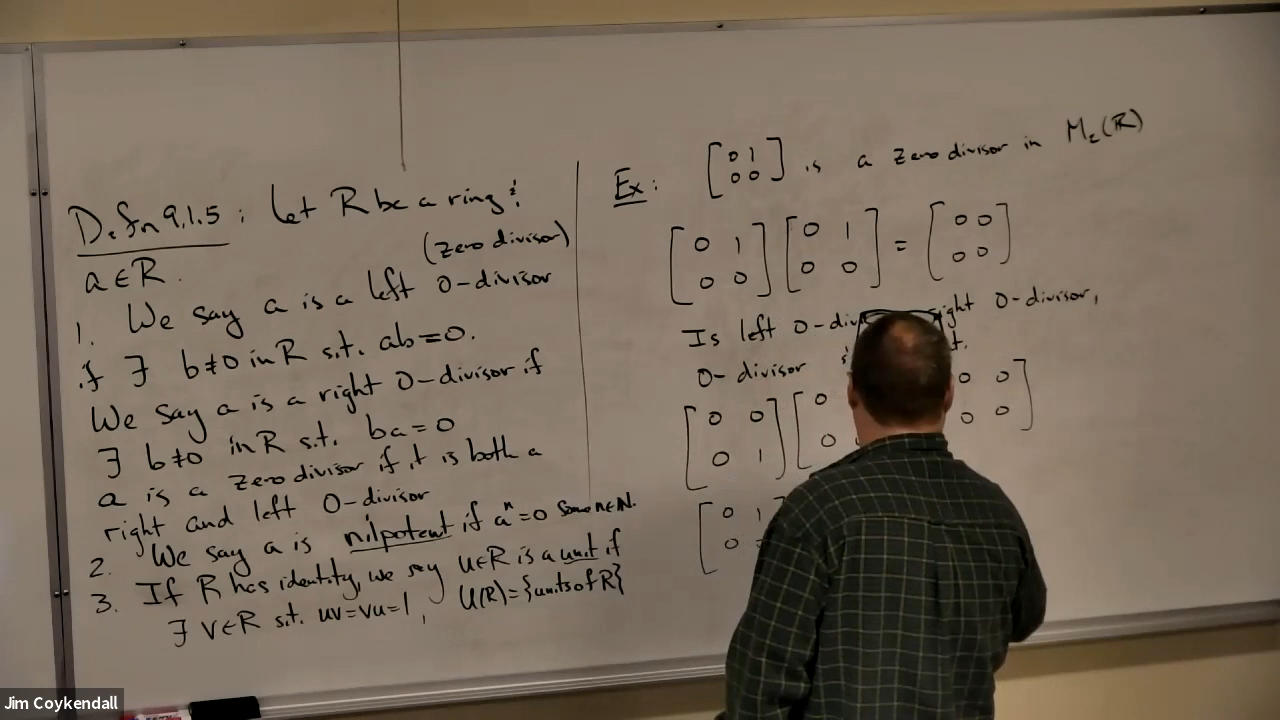 Defn 9.1.5: Let R be a ring &
a∈R.
(zero divisor)
1. We say a is a left 0-divisor
if ∃ b≠0 in R s.t. ab=0.
We say a is a right 0-divisor if
∃ b≠0 in R s.t. ba=0
a is a zero divisor if it is both a
right and left 0-divisor
2. We say a is nilpotent if aⁿ=0 some n∈N.
3. If R has identity, we say u∈R is a unit if
∃ v∈R s.t. uv=vu=1, U(R)={units of R}
Ex: [0 1; 0 0] is a zero divisor in M₂(R)
[0 1; 0 0] [0 1; 0 0] = [0 0; 0 0]
Is left 0-div right 0-divisor,
0-divisor
[0 0; 0 1] [0 0 0 0 0 0]
[0 1 0
Jim Coykendall